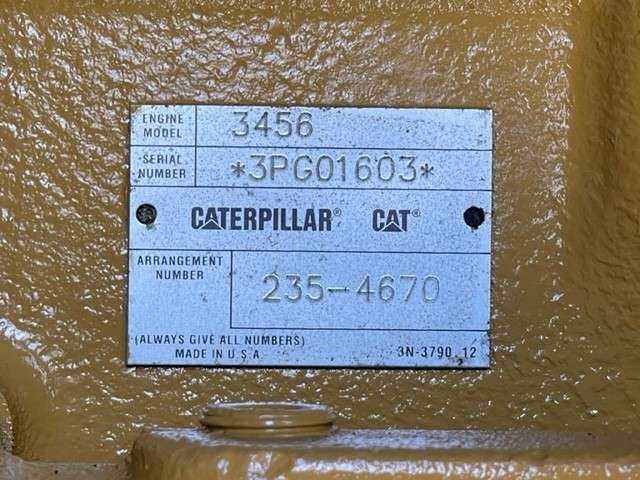 ENGINE MODEL 3456
SERIAL NUMBER *3PG01603*
CATERPILLAR® CAT®
ARRANGEMENT NUMBER
235-4670
(ALWAYS GIVE ALL NUMBERS)
MADE IN U.S.A. 3N-3790 12